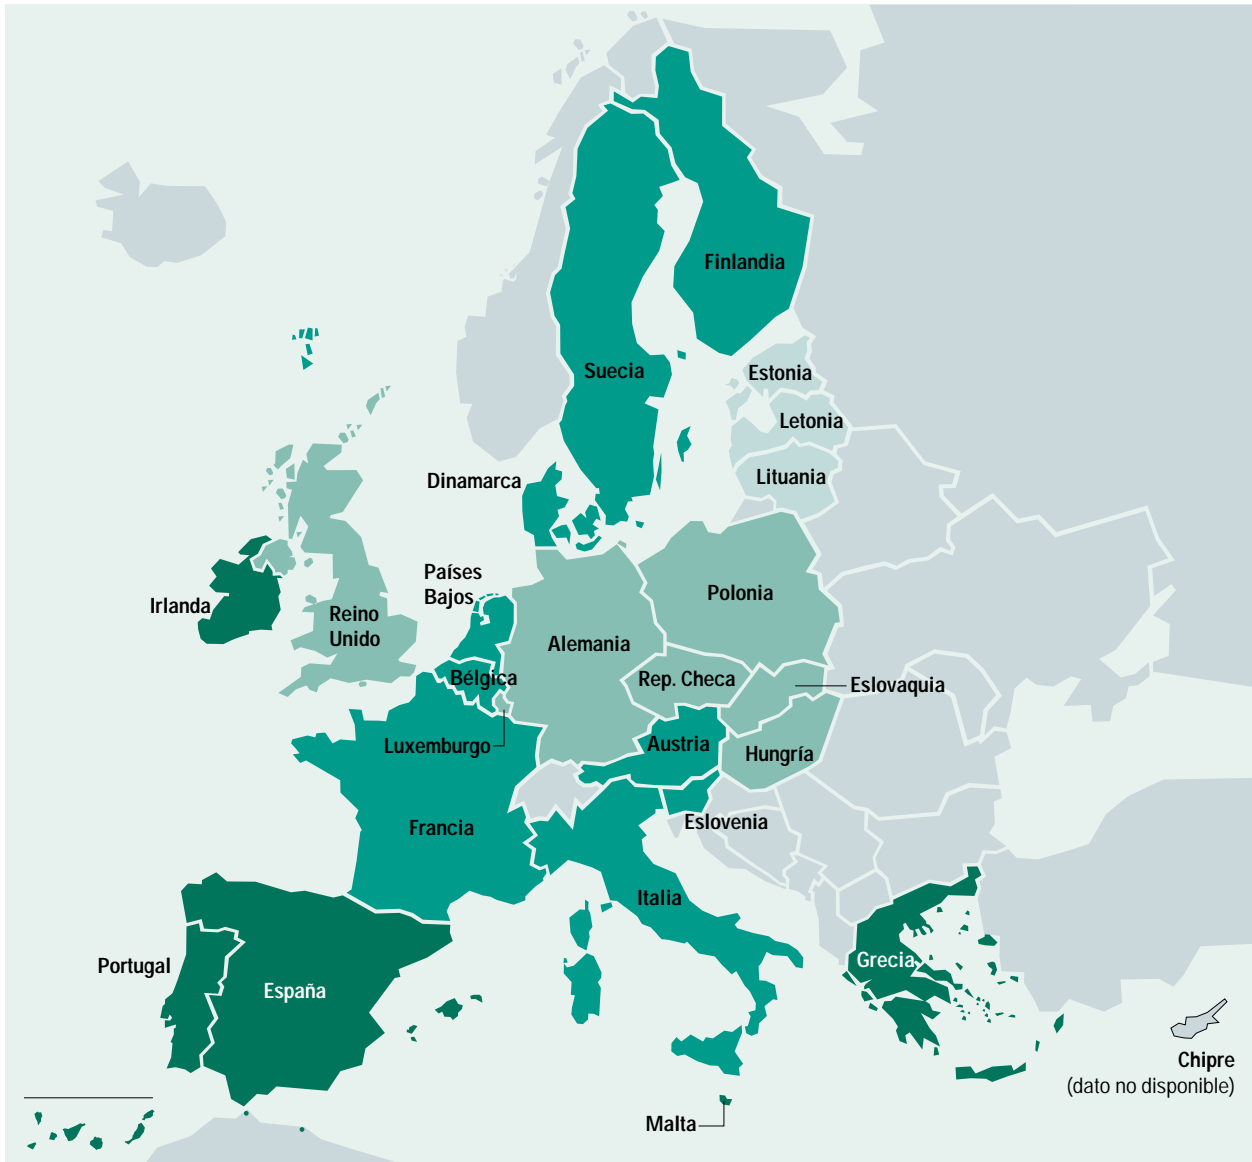 Finlandia
Suecia
Estonia
Letonia
Lituania
Dinamarca
Países
Bajos
Irlanda
Reino
Unido
Polonia
Alemania
Bélgica
Rep. Checa
Eslovaquia
Luxemburgo
Austria
Hungría
Francia
Eslovenia
Italia
Portugal
España
Grecia
Chipre
(dato no disponible)
Malta